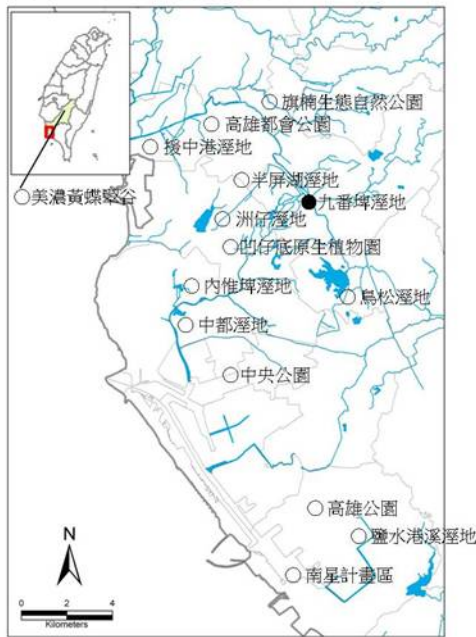 旗楠生態自然公園
高雄都會公園
援中港溼地
半屏湖溼地
美濃黃蝶翠谷
九番埤溼地
洲仔溼地
凹仔底原生植物園
內惟埤溼地
鳥松溼地
中都溼地
中央公園
高雄公園
鹽水港溪溼地
N
南星計畫區
0 2 4
Kilometers